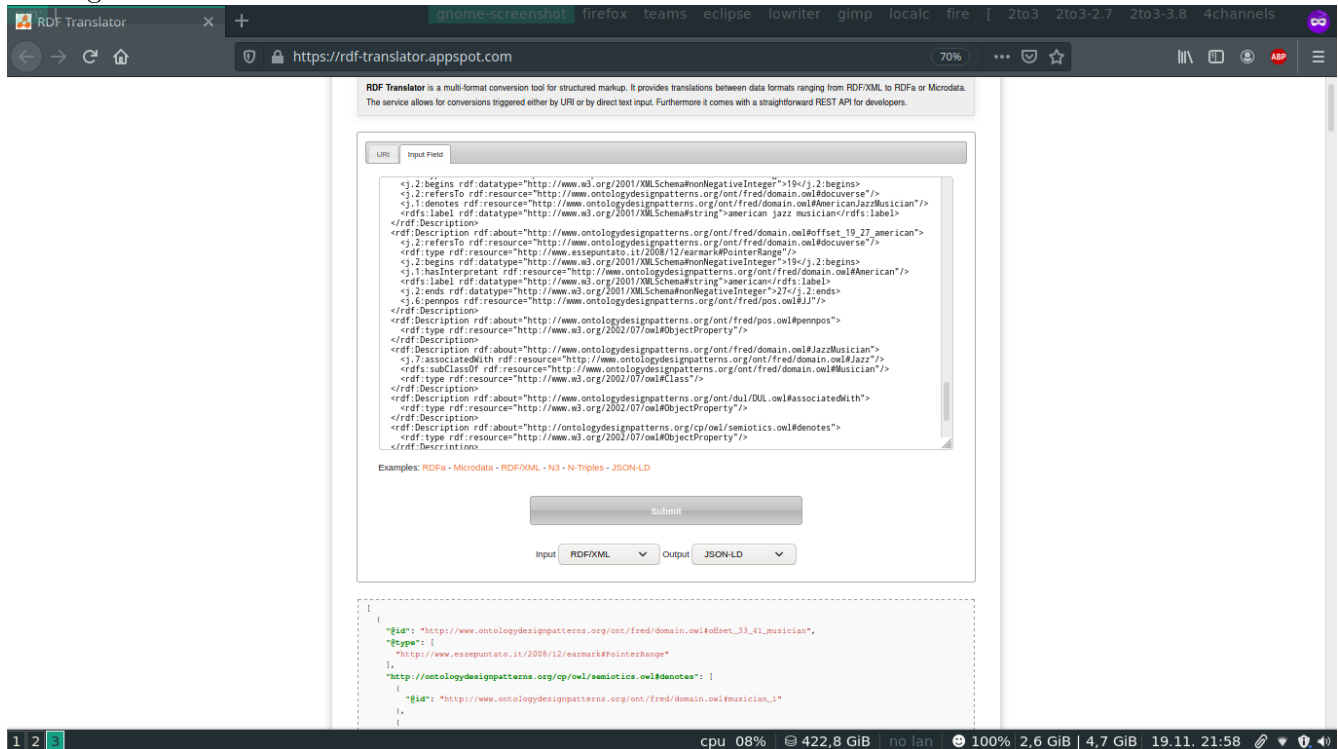 RDF Translator
gnome-screenshot firefox teams eclipse lowriter gimp localc fire [ 2to3 2to3-2.7 2to3-3.8 4channels
https://rdf-translator.appspot.com
70%
ABP
RDF Translator is a multi-format conversion tool for structured markup. It provides translations between data formats ranging from RDF/XML to RDFa or Microdata.
The service allows for conversions triggered either by URI or by direct text input. Furthermore it comes with a straightforward REST API for developers.
URI Input Field
<j.2:begins rdf:datatype="http://www.w3.org/2001/XMLSchema#nonNegativeInteger">19</j.2:begins>
<j.2:refersTo rdf:resource="http://www.ontologydesignpatterns.org/ont/fred/domain.owl#docuverse"/>
<j.1:denotes rdf:resource="http://www.ontologydesignpatterns.org/ont/fred/domain.owl#AmericanJazzMusician"/>
<rdfs:label rdf:datatype="http://www.w3.org/2001/XMLSchema#string">american jazz musician</rdfs:label>
</rdf:Description>
<rdf:Description rdf:about="http://www.ontologydesignpatterns.org/ont/fred/domain.owl#offset_19_27_american">
<j.2:refersTo rdf:resource="http://www.ontologydesignpatterns.org/ont/fred/domain.owl#docuverse"/>
<rdf:type rdf:resource="http://www.essepuntato.it/2008/12/earmark#PointerRange"/>
<j.2:begins rdf:datatype="http://www.w3.org/2001/XMLSchema#nonNegativeInteger">19</j.2:begins>
<j.1:hasInterpretant rdf:resource="http://www.ontologydesignpatterns.org/ont/fred/domain.owl#American"/>
<rdfs:label rdf:datatype="http://www.w3.org/2001/XMLSchema#string">american</rdfs:label>
<j.2:ends rdf:datatype="http://www.w3.org/2001/XMLSchema#nonNegativeInteger">27</j.2:ends>
<j.6:pennpos rdf:resource="http://www.ontologydesignpatterns.org/ont/fred/pos.owl#JJ"/>
</rdf:Description>
<rdf:Description rdf:about="http://www.ontologydesignpatterns.org/ont/fred/pos.owl#pennpos">
<rdf:type rdf:resource="http://www.w3.org/2002/07/owl#ObjectProperty"/>
</rdf:Description>
<rdf:Description rdf:about="http://www.ontologydesignpatterns.org/ont/fred/domain.owl#JazzMusician">
<j.7:associatedWith rdf:resource="http://www.ontologydesignpatterns.org/ont/fred/domain.owl#Jazz"/>
<rdfs:subClassOf rdf:resource="http://www.ontologydesignpatterns.org/ont/fred/domain.owl#Musician"/>
<rdf:type rdf:resource="http://www.w3.org/2002/07/owl#Class"/>
</rdf:Description>
<rdf:Description rdf:about="http://www.ontologydesignpatterns.org/ont/dul/DUL.owl#associatedWith">
<rdf:type rdf:resource="http://www.w3.org/2002/07/owl#ObjectProperty"/>
</rdf:Description>
<rdf:Description rdf:about="http://ontologydesignpatterns.org/cp/owl/semiotics.owl#denotes">
<rdf:type rdf:resource="http://www.w3.org/2002/07/owl#ObjectProperty"/>
</rdf:Description>
Examples: RDFa - Microdata - RDF/XML - N3 - N-Triples - JSON-LD
Submit
Input RDF/XML Output JSON-LD
[
{
"@id": "http://www.ontologydesignpatterns.org/ont/fred/domain.owl#offset_33_41_musician",
"@type": [
"http://www.essepuntato.it/2008/12/earmark#PointerRange"
],
"http://ontologydesignpatterns.org/cp/owl/semiotics.owl#denotes": [
{
"@id": "http://www.ontologydesignpatterns.org/ont/fred/domain.owl#musician_1"
},
{
1 2 3 cpu 08% 422,8 GiB no lan 100% 2,6 GiB | 4,7 GiB 19.11. 21:58